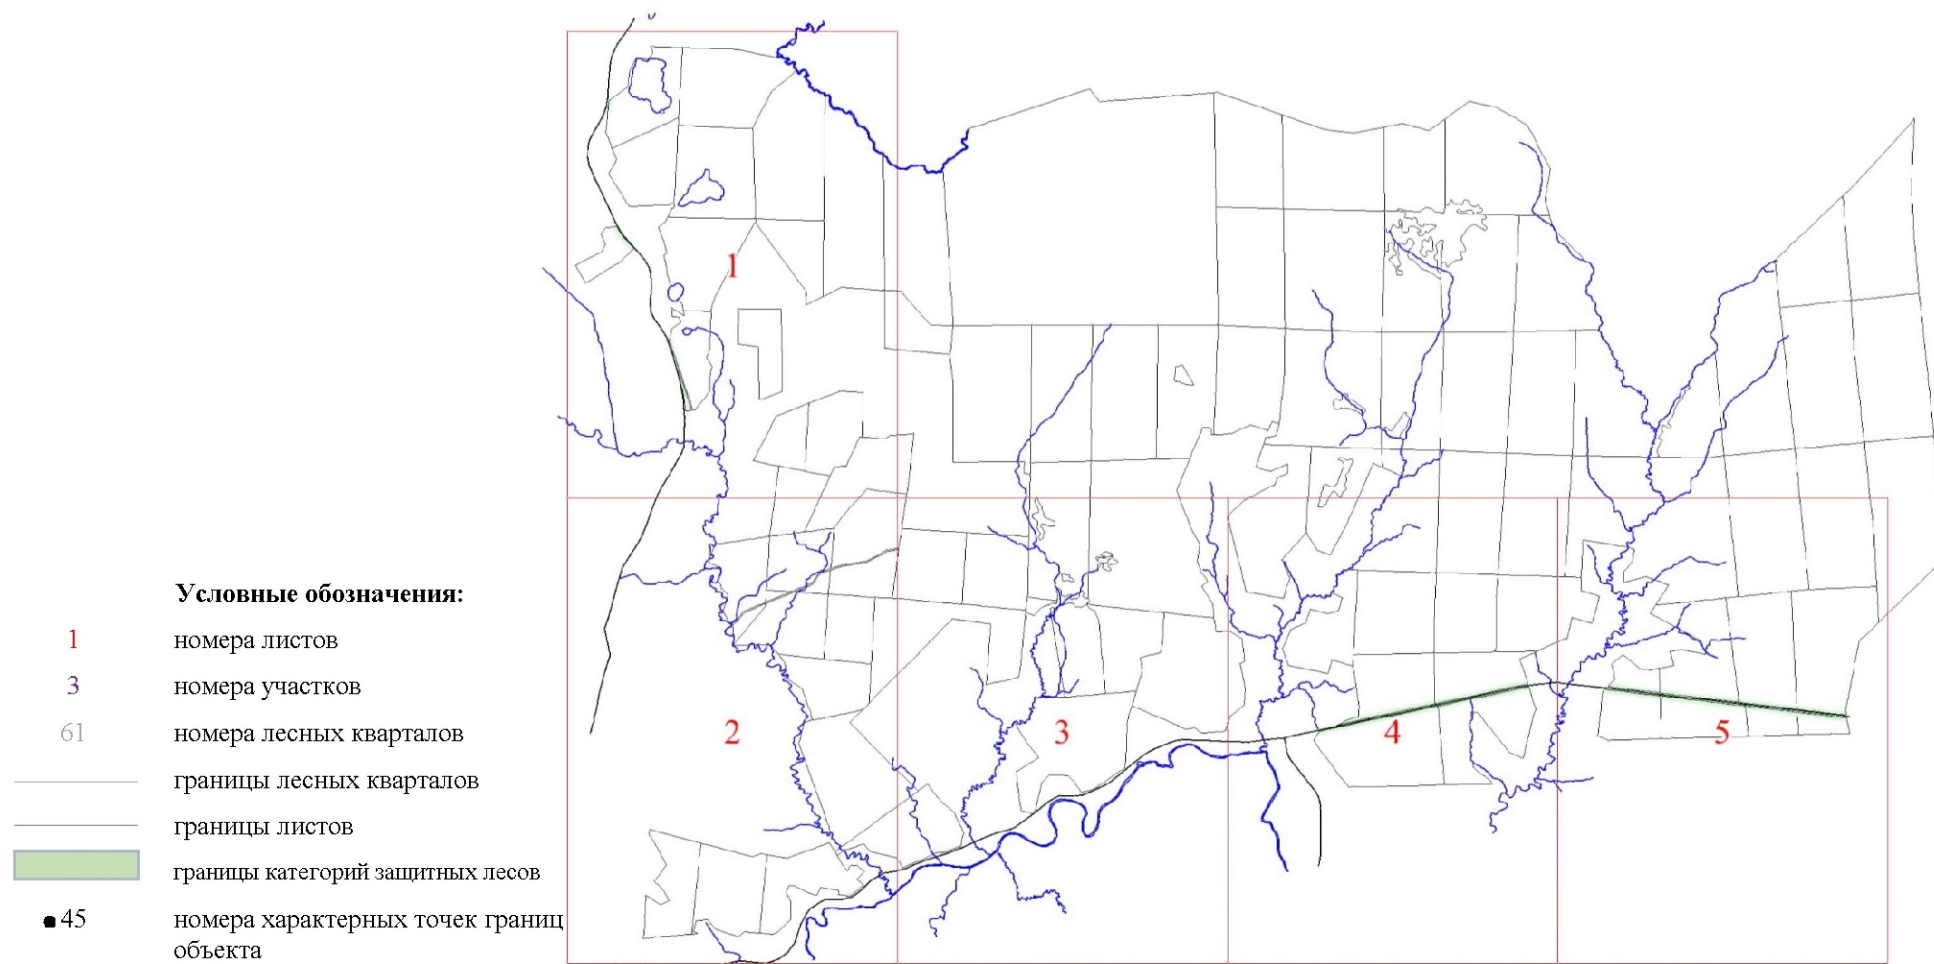 Условные обозначения:
1 номера листов
3 номера участков
61 номера лесных кварталов
границы лесных кварталов
границы листов
границы категорий защитных лесов
45 номера характерных точек границ
объекта
1
2
3
4
5